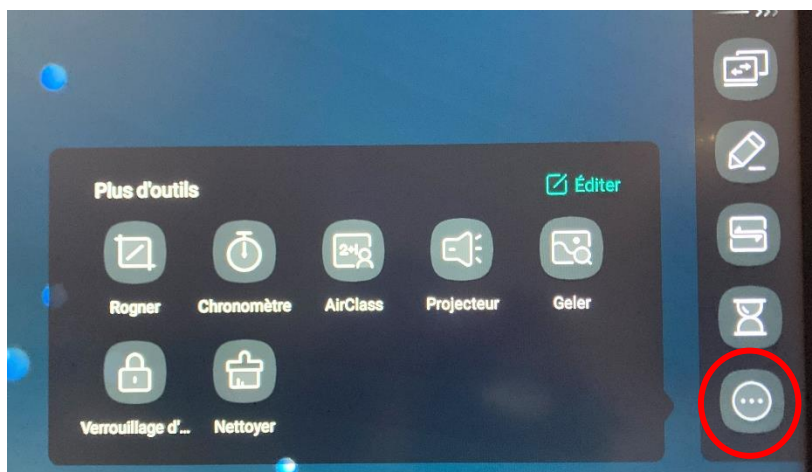 Plus d'outils
Éditer
Rogner
Chronomètre
AirClass
Projecteur
Geler
Verrouillage d'...
Nettoyer